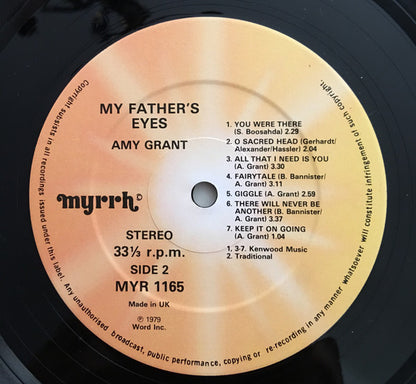 MY FATHER'S
EYES
AMY GRANT
myrrh©
STEREO
33⅓ r.p.m.
SIDE 2
MYR 1165
Made in UK
℗ 1979
Word Inc.
1. YOU WERE THERE
(S. Boosahda) 2.29
2. O SACRED HEAD (Gerhardt/
Alexander/Hassler) 2.04
3. ALL THAT I NEED IS YOU
(A. Grant) 3.30
4. FAIRYTALE (B. Bannister/
A. Grant) 3.11
5. GIGGLE (A. Grant) 2.59
6. THERE WILL NEVER BE
ANOTHER (B. Bannister/
A. Grant) 3.37
7. KEEP IT ON GOING
(A. Grant) 1.04
1, 3-7. Kenwood Music
2. Traditional
Copyright subsists in all recordings issued under this label. Any unauthorised broadcast, public performance, copying or re-recording in any manner whatsoever will constitute infringement of such copyright.